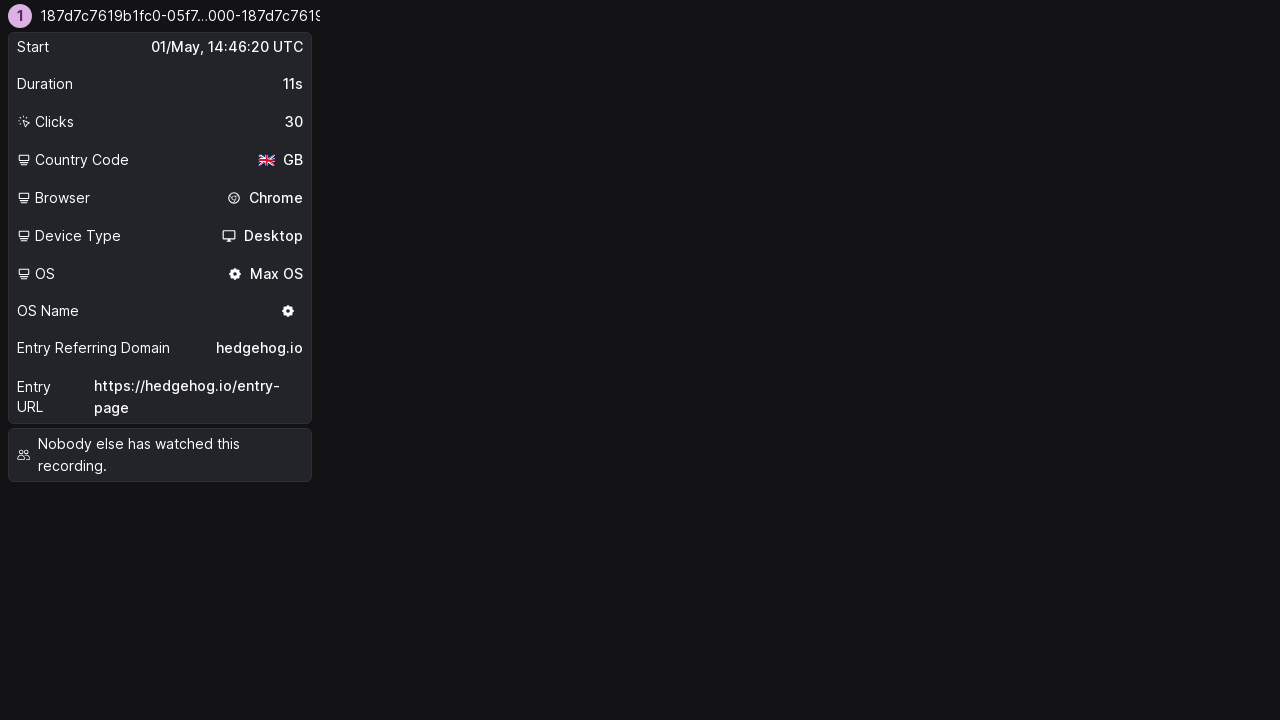 1 187d7c7619b1fc0-05f7…000-187d7c7619
Start 01/May, 14:46:20 UTC
Duration 11s
Clicks 30
Country Code GB
Browser Chrome
Device Type Desktop
OS Max OS
OS Name
Entry Referring Domain hedgehog.io
Entry URL https://hedgehog.io/entry-
page
Nobody else has watched this
recording.